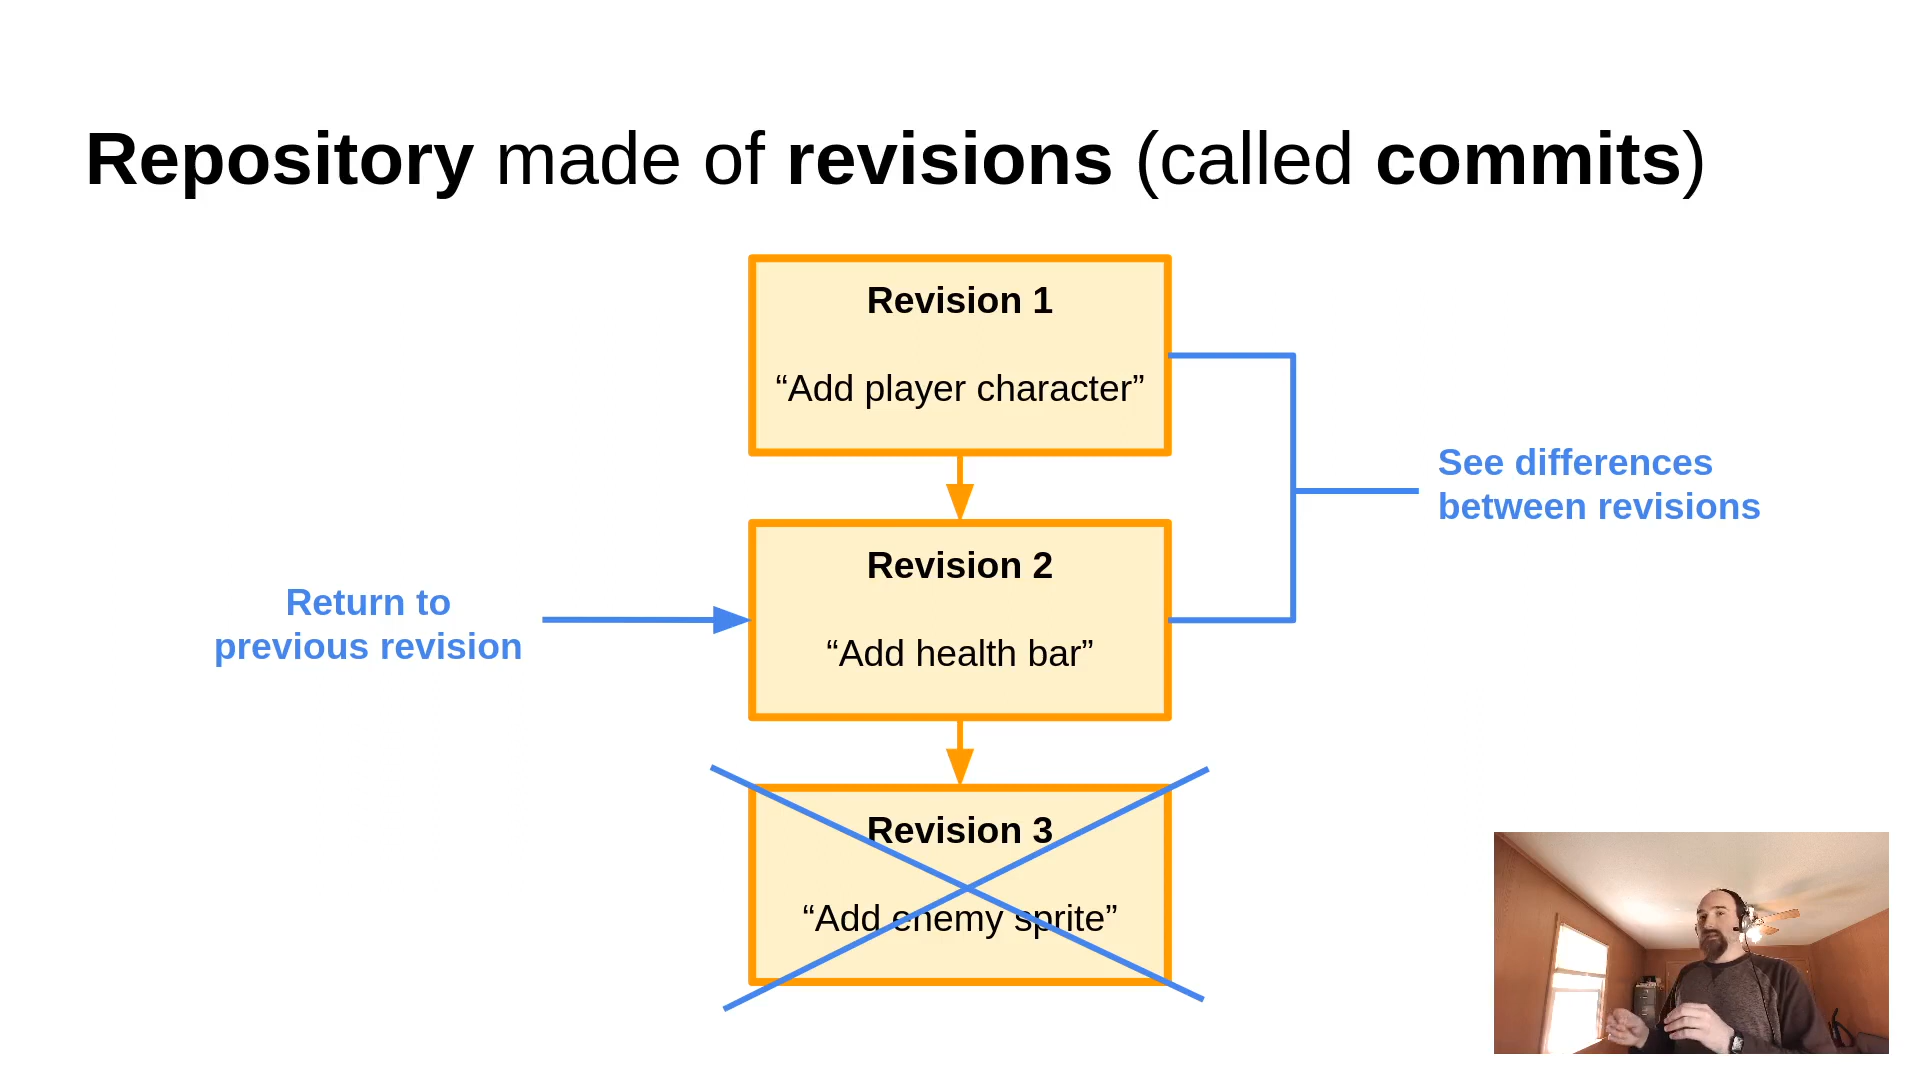 Repository made of revisions (called commits)
Revision 1
“Add player character”
See differences
between revisions
Revision 2
“Add health bar”
Return to
previous revision
Revision 3
“Add enemy sprite”